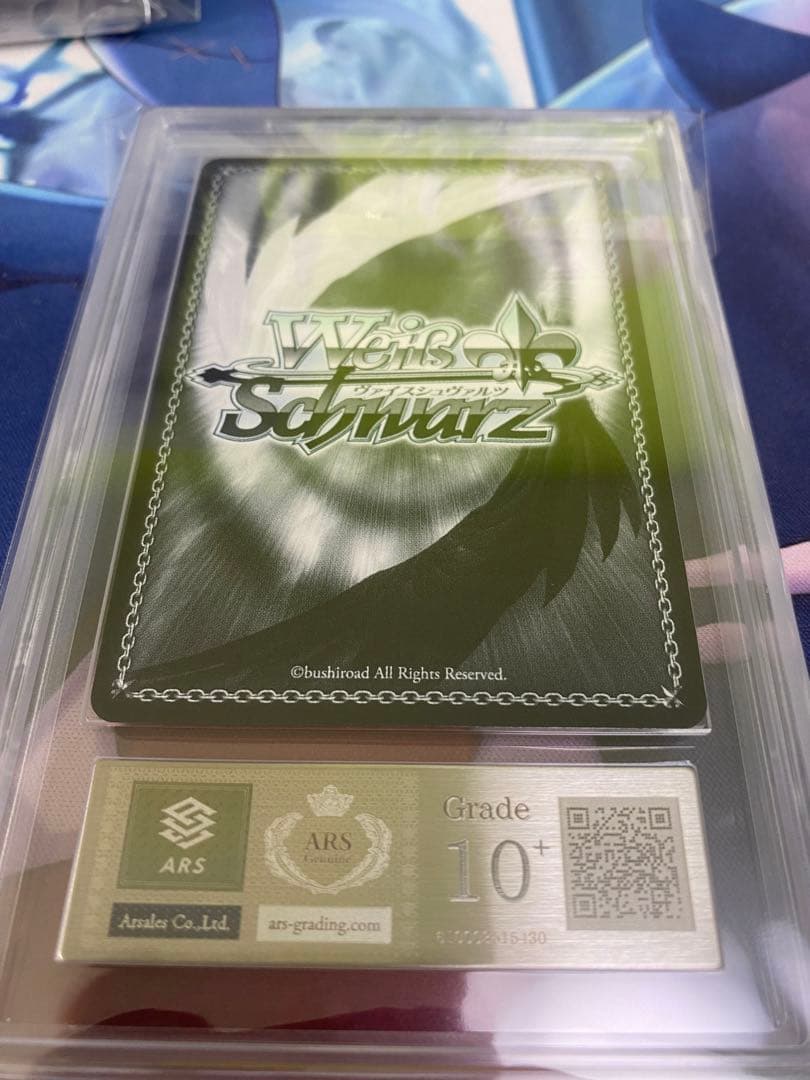 Weiß
ヴァイスシュヴァルツ
Schwarz
©bushiroad All Rights Reserved.
ARS
Arsales Co.,Ltd.
ARS
Genuine
ars-grading.com
Grade
10+